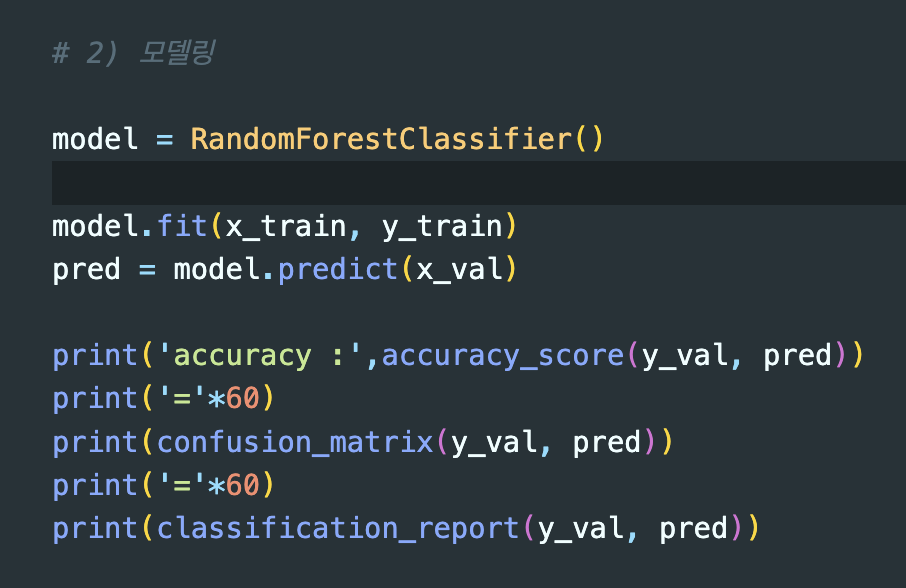 # 2) 모델링
model = RandomForestClassifier()
model.fit(x_train, y_train)
pred = model.predict(x_val)
print('accuracy :',accuracy_score(y_val, pred))
print('='*60)
print(confusion_matrix(y_val, pred))
print('='*60)
print(classification_report(y_val, pred))